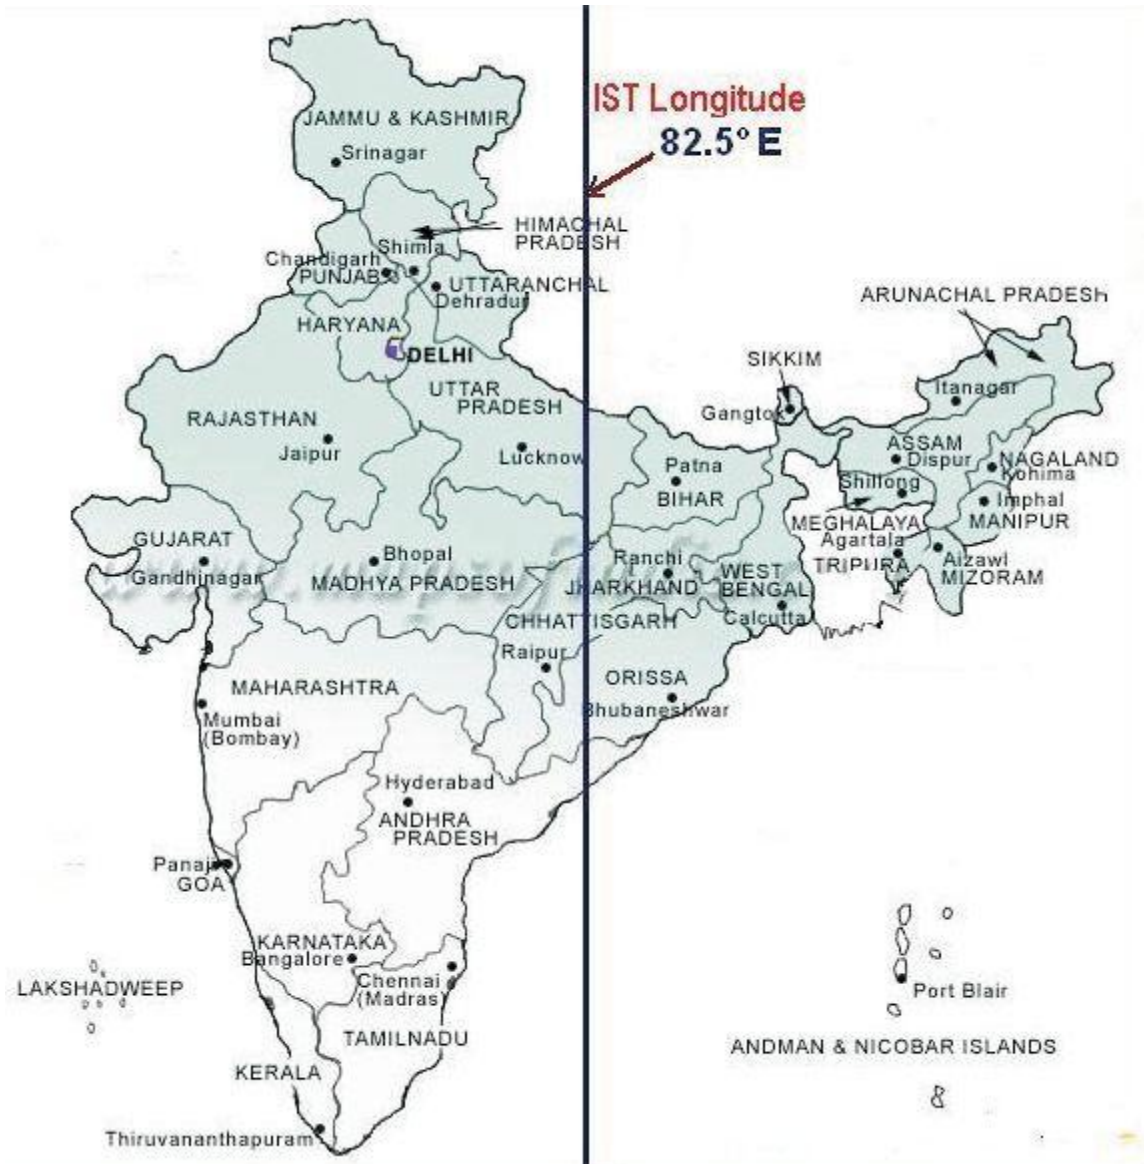 IST Longitude
82.5° E
JAMMU & KASHMIR
Srinagar
HIMACHAL
PRADESH
Shimla
Chandigarh
PUNJAB
UTTARANCHAL
Dehradun
ARUNACHAL PRADESH
HARYANA
DELHI
SIKKIM
UTTAR
PRADESH
Itanagar
Gangtok
RAJASTHAN
Jaipur
Lucknow
ASSAM
Dispur
NAGALAND
Kohima
Patna
BIHAR
Shillong
Imphal
MANIPUR
MEGHALAYA
Agartala
TRIPURA
GUJARAT
Gandhinagar
Bhopal
MADHYA PRADESH
Ranchi
JHARKHAND
WEST
BENGAL
Calcutta
Aizawl
MIZORAM
CHHATTISGARH
Raipur
ORISSA
Bhubaneshwar
MAHARASHTRA
Mumbai
(Bombay)
Hyderabad
ANDHRA
PRADESH
Panaji
GOA
KARNATAKA
Bangalore
Chennai
(Madras)
LAKSHADWEEP
Port Blair
TAMILNADU
ANDMAN & NICOBAR ISLANDS
KERALA
Thiruvananthapuram